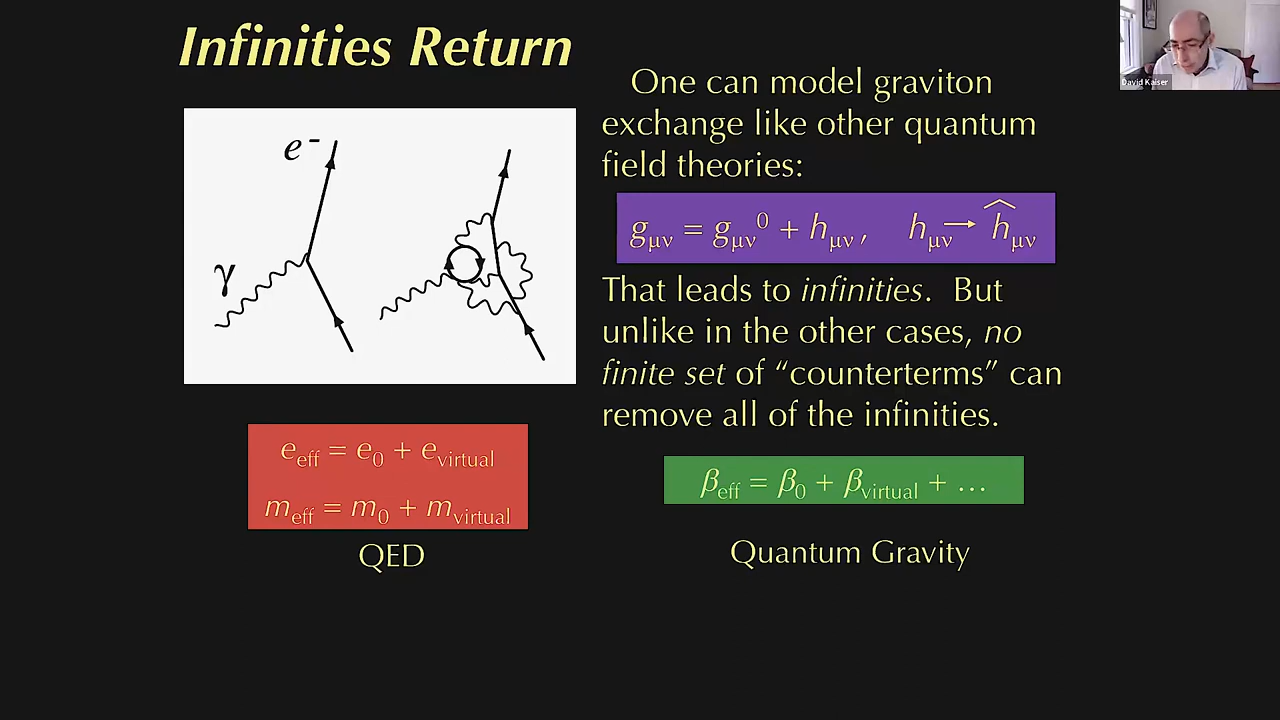 Infinities Return
e⁻
γ
e_eff = e_0 + e_virtual
m_eff = m_0 + m_virtual
QED
One can model graviton
exchange like other quantum
field theories:
g_μν = g_μν⁰ + h_μν, h_μν → ĥ_μν
That leads to infinities. But
unlike in the other cases, no
finite set of “counterterms” can
remove all of the infinities.
β_eff = β_0 + β_virtual + …
Quantum Gravity
David Kaiser